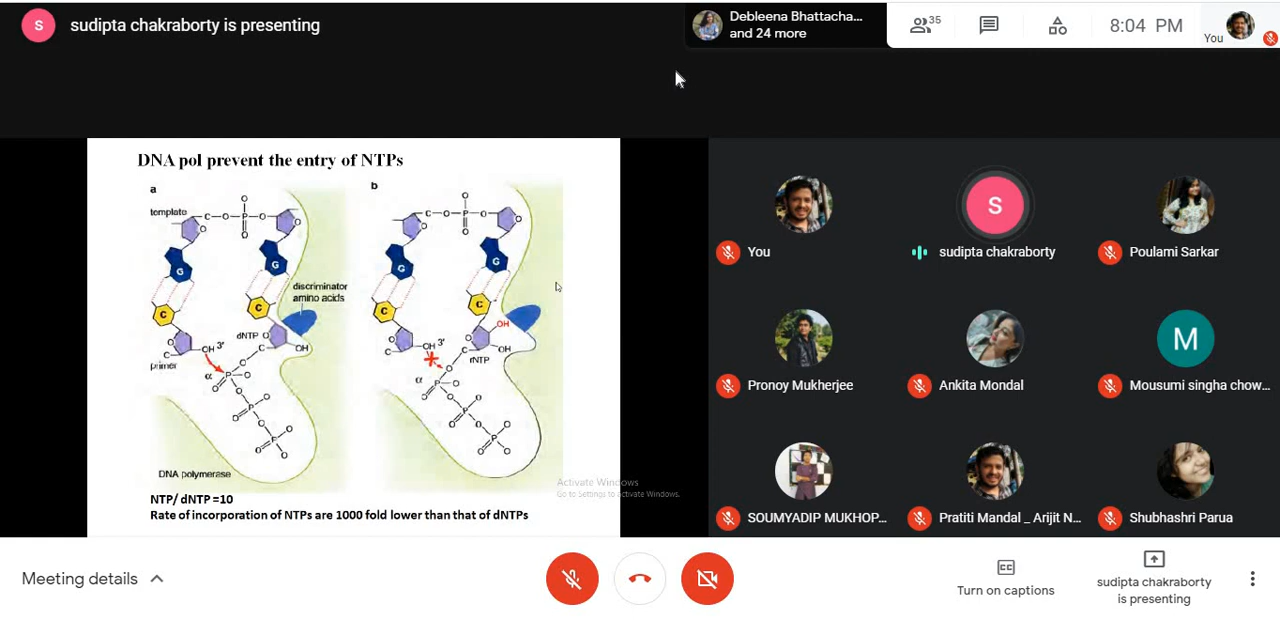 S
sudipta chakraborty is presenting
Debleena Bhattacha...
and 24 more
35
8:04 PM
You
DNA pol prevent the entry of NTPs
a
b
template
C O P O O O
C O P O O O
O
O
G
G
G
G
discriminator
amino acids
C
C
C
C
OH
dNTP O
OH 3'
C
OH
OH 3'
C
OH
C
rNTP
C
primer
α
P
O
α
P
O
P
P
P
P
DNA polymerase
NTP/ dNTP =10
Rate of incorporation of NTPs are 1000 fold lower than that of dNTPs
Activate Windows
Go to Settings to activate Windows.
You
S
sudipta chakraborty
Poulami Sarkar
Pronoy Mukherjee
Ankita Mondal
M
Mousumi singha chow...
SOUMYADIP MUKHOP...
Pratiti Mandal _ Arijit N...
Shubhashri Parua
Meeting details
CC
Turn on captions
sudipta chakraborty
is presenting